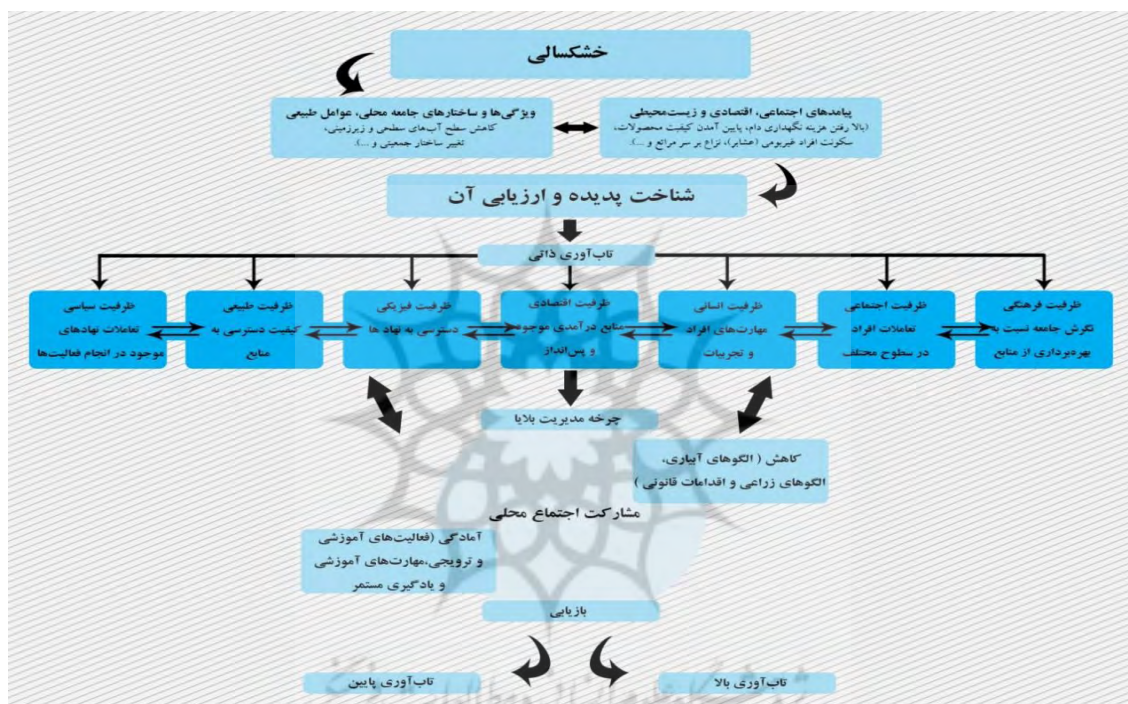 خشکسالی
پیامدهای اجتماعی، اقتصادی و زیست‌محیطی
(بالا رفتن هزینه نگهداری دام، پایین آمدن کیفیت محصولات،
سکونت افراد غیربومی (عشایر)، نزاع بر سر مراتع و ...).
ویژگی‌ها و ساختارهای جامعه محلی، عوامل طبیعی
کاهش سطح آب‌های سطحی و زیرزمینی،
تغییر ساختار جمعیتی و ...).
شناخت پدیده و ارزیابی آن
تاب‌آوری ذاتی
ظرفیت فرهنگی
نگرش جامعه نسبت به
بهره‌برداری از منابع
ظرفیت اجتماعی
تعاملات افراد
در سطوح مختلف
ظرفیت انسانی
مهارت‌های افراد
و تجربیات
ظرفیت اقتصادی
منابع درآمدی موجود
و پس‌انداز
ظرفیت فیزیکی
دسترسی به نهاد ها
ظرفیت طبیعی
کیفیت دسترسی به
منابع
ظرفیت سیاسی
تعاملات نهادهای
موجود در انجام فعالیت‌ها
چرخه مدیریت بلایا
کاهش ( الگوهای آبیاری،
الگوهای زراعی و اقدامات قانونی )
مشارکت اجتماع محلی
آمادگی (فعالیت‌های آموزشی
و ترویجی،مهارت‌های آموزشی
و یادگیری مستمر
بازیابی
تاب‌آوری بالا
تاب‌آوری پایین